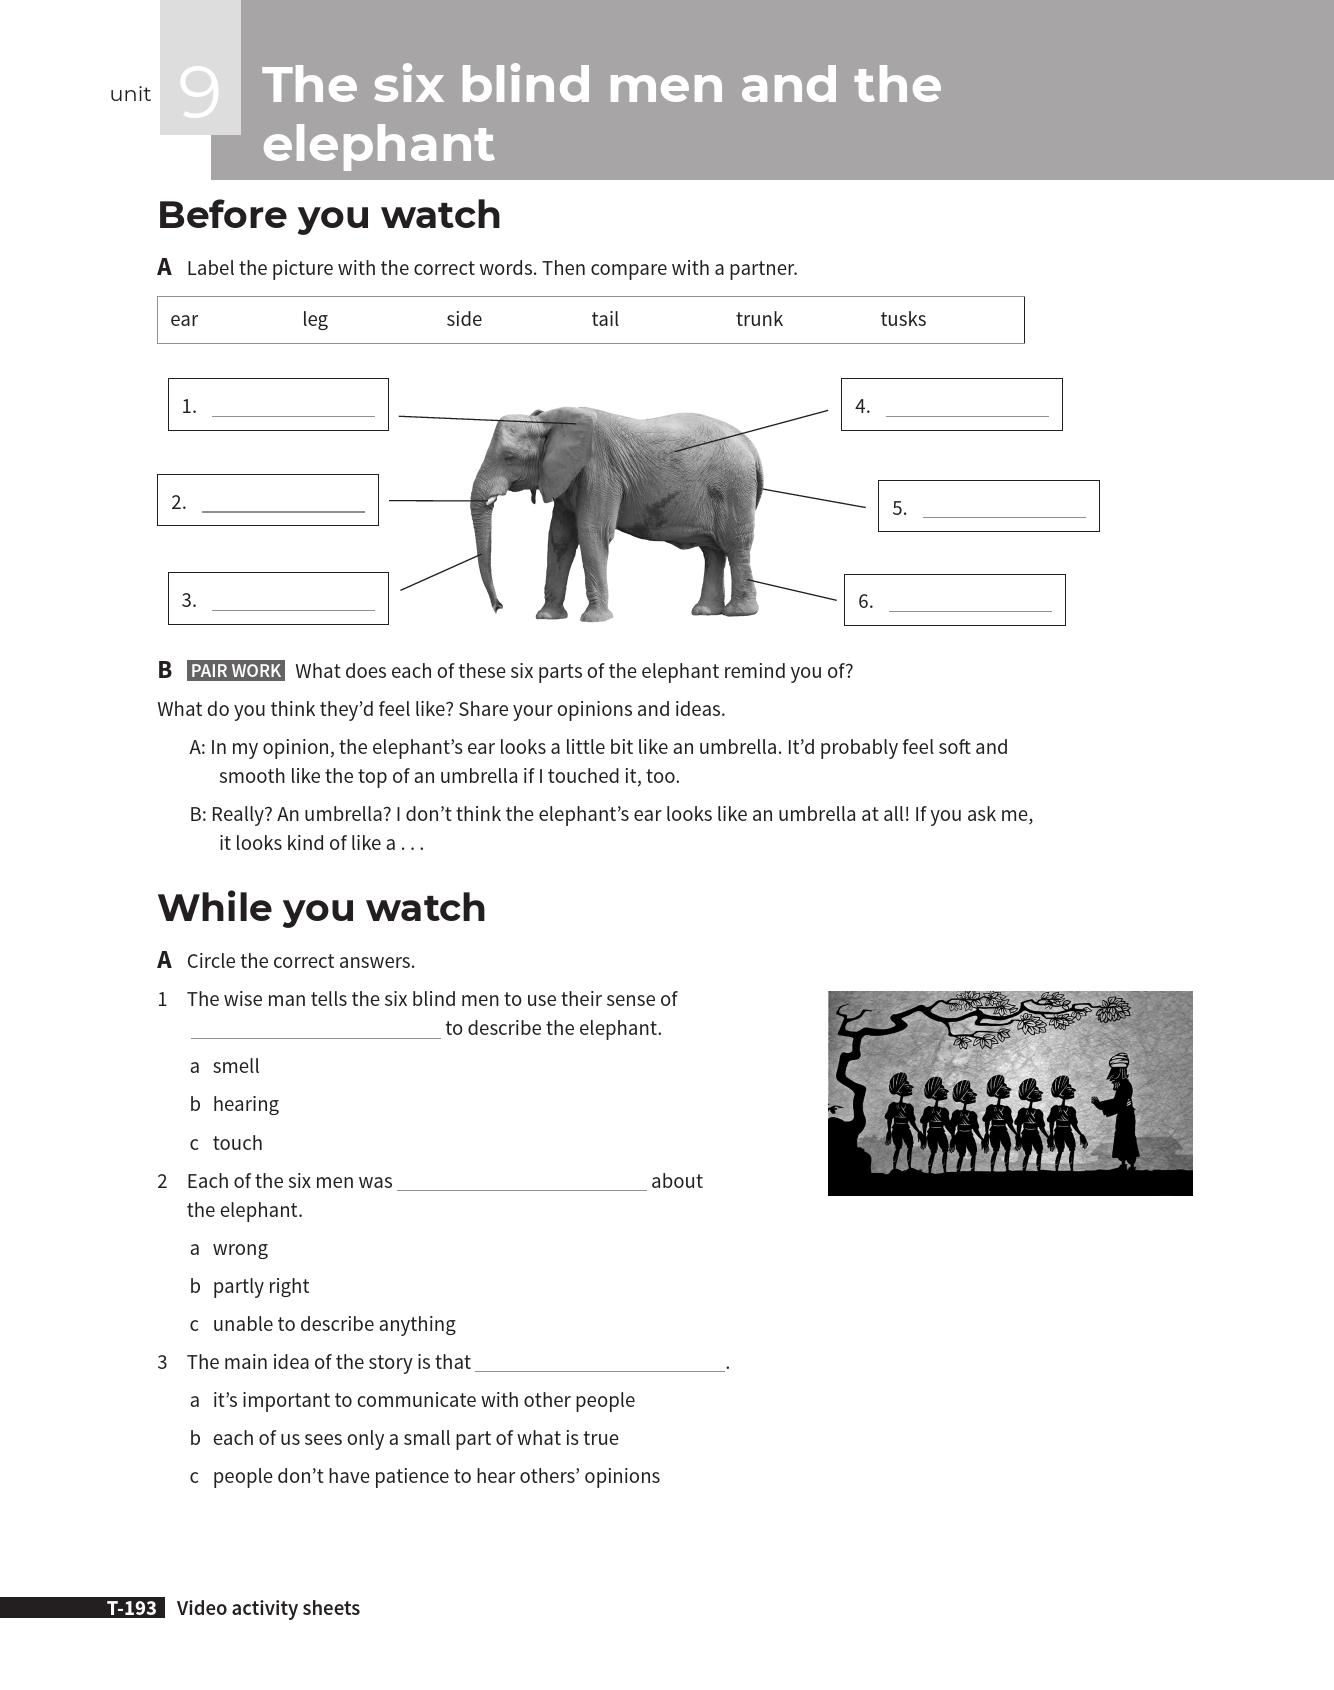 unit
9
The six blind men and the
elephant
Before you watch
A Label the picture with the correct words. Then compare with a partner.
ear leg side tail trunk tusks
1. ____________
4. ____________
2. ____________
5. ____________
3. ____________
6. ____________
B PAIR WORK What does each of these six parts of the elephant remind you of?
What do you think they’d feel like? Share your opinions and ideas.
A: In my opinion, the elephant’s ear looks a little bit like an umbrella. It’d probably feel soft and
smooth like the top of an umbrella if I touched it, too.
B: Really? An umbrella? I don’t think the elephant’s ear looks like an umbrella at all! If you ask me,
it looks kind of like a . . .
While you watch
A Circle the correct answers.
1 The wise man tells the six blind men to use their sense of
____________ to describe the elephant.
a smell
b hearing
c touch
2 Each of the six men was ____________ about
the elephant.
a wrong
b partly right
c unable to describe anything
3 The main idea of the story is that ____________.
a it’s important to communicate with other people
b each of us sees only a small part of what is true
c people don’t have patience to hear others’ opinions
T-193 Video activity sheets